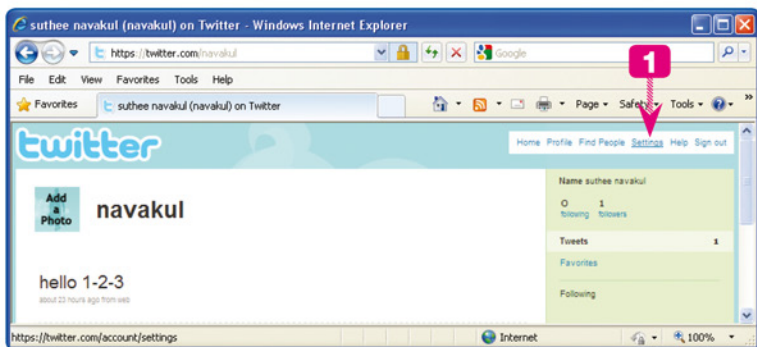 suthee navakul (navakul) on Twitter - Windows Internet Explorer
https://twitter.com/navakul
Google
File Edit View Favorites Tools Help
1
Favorites suthee navakul (navakul) on Twitter Page Safety Tools »
twitter
Home Profile Find People Settings Help Sign out
Add a Photo
navakul
Name suthee navakul
0 1
following followers
Tweets 1
Favorites
Following
hello 1-2-3
about 23 hours ago from web
https://twitter.com/account/settings Internet 100%